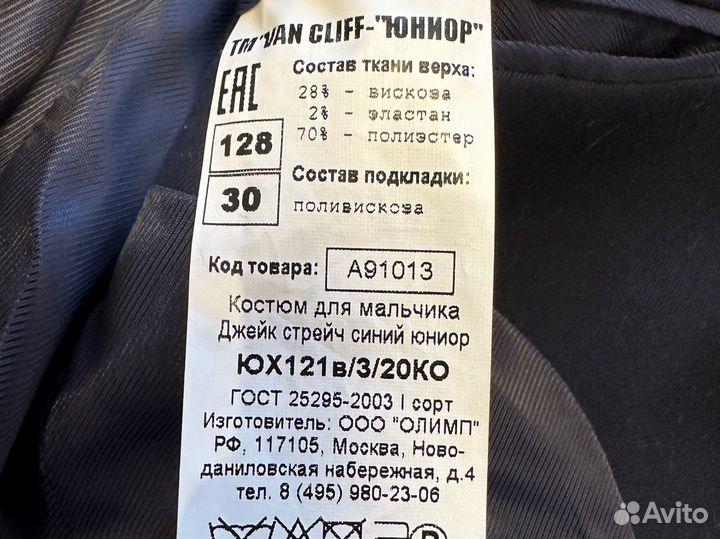 ТМ"VAN CLIFF-"ЮНИОР"
EAC
Состав ткани верха:
28% - вискоза
2% - эластан
70% - полиэстер
128
30
Состав подкладки:
поливискоза
Код товара: А91013
Костюм для мальчика
Джейк стрейч синий юниор
ЮХ121в/3/20КО
ГОСТ 25295-2003 I сорт
Изготовитель: ООО "ОЛИМП"
РФ, 117105, Москва, Ново-
даниловская набережная, д.4
тел. 8 (495) 980-23-06
P
Avito